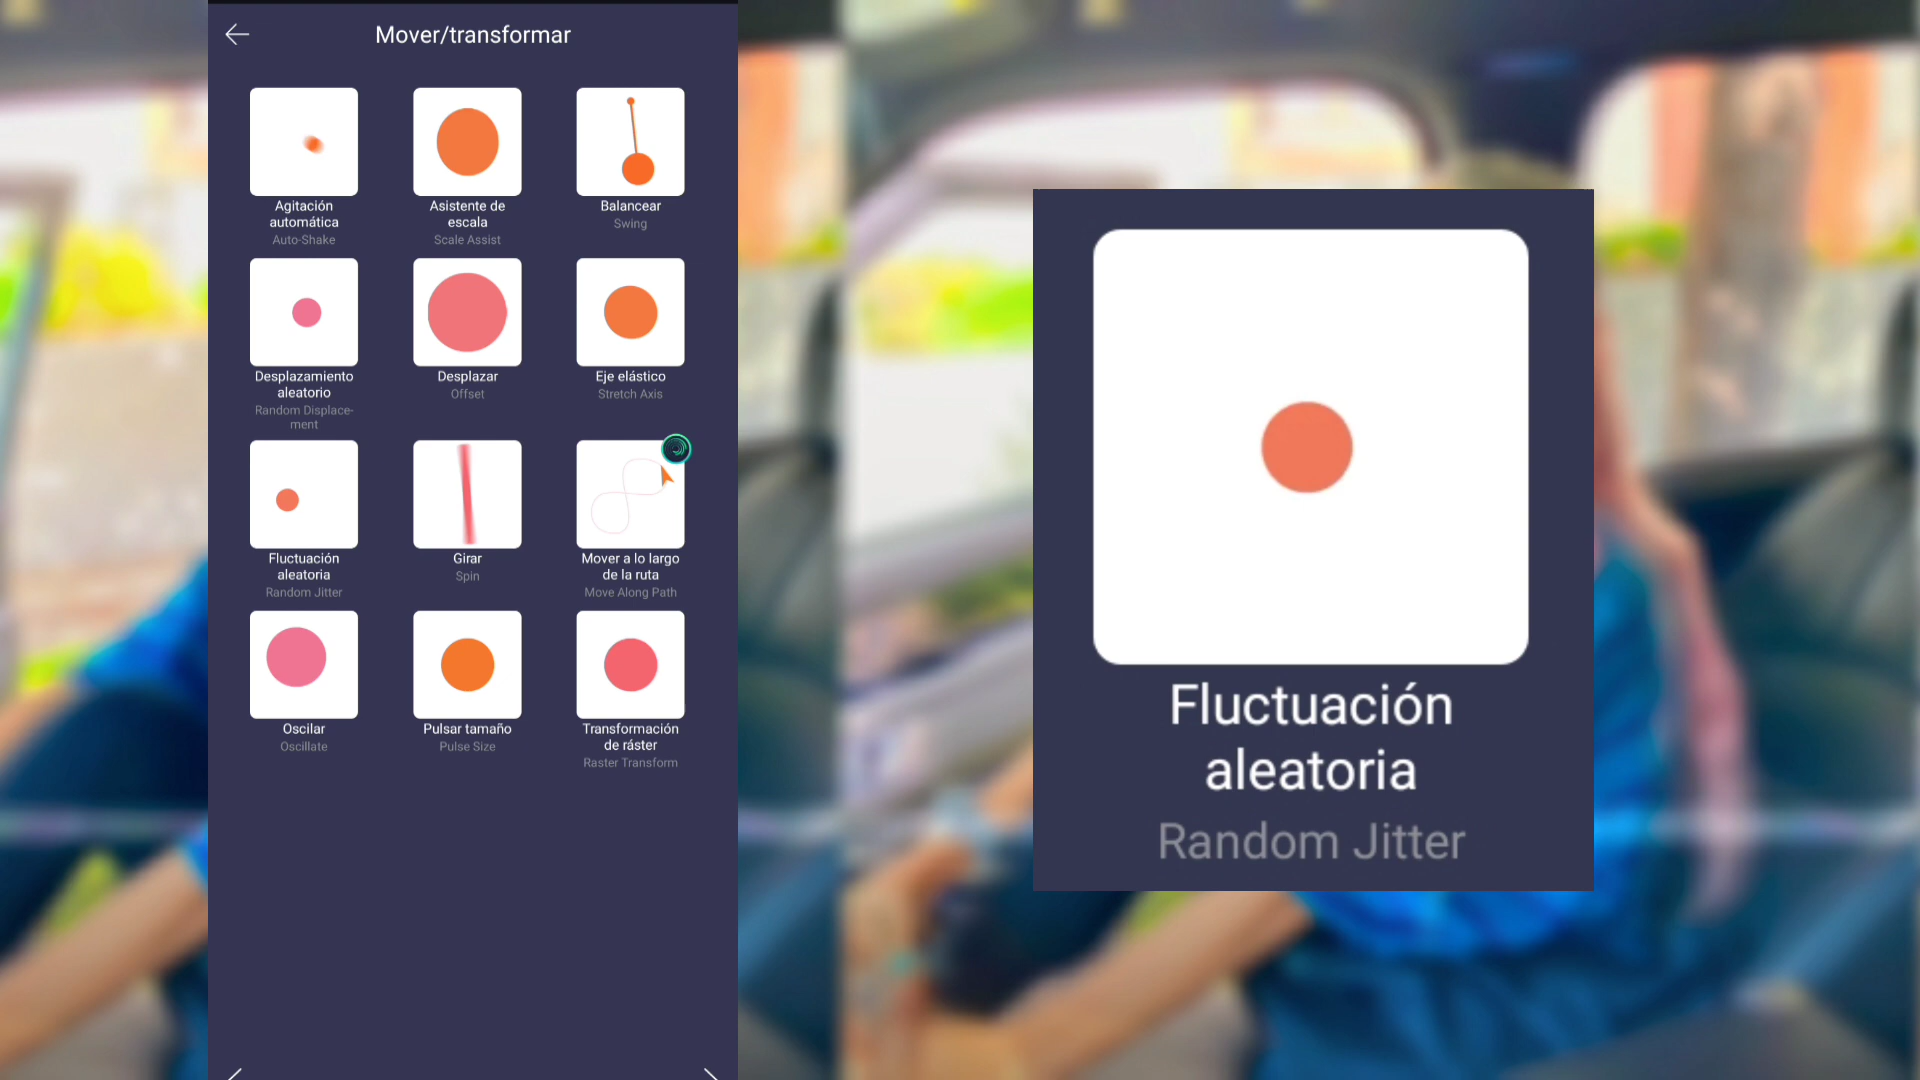 Mover/transformar
Agitación
automática
Auto-Shake
Asistente de
escala
Scale Assist
Balancear
Swing
Desplazamiento
aleatorio
Random Displace-
ment
Desplazar
Offset
Eje elástico
Stretch Axis
Fluctuación
aleatoria
Random Jitter
Girar
Spin
Mover a lo largo
de la ruta
Move Along Path
Oscilar
Oscillate
Pulsar tamaño
Pulse Size
Transformación
de ráster
Raster Transform
Fluctuación
aleatoria
Random Jitter